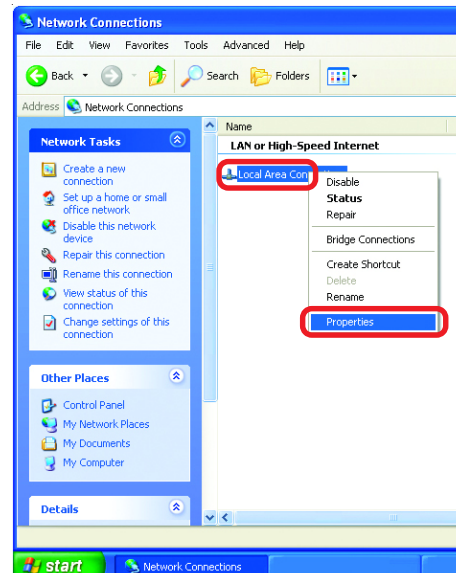 Network Connections
File Edit View Favorites Tools Advanced Help
Back Search Folders
Address Network Connections
Name
LAN or High-Speed Internet
Network Tasks
Create a new
connection
Set up a home or small
office network
Disable this network
device
Repair this connection
Rename this connection
View status of this
connection
Change settings of this
connection
Other Places
Control Panel
My Network Places
My Documents
My Computer
Details
Local Area Con
Disable
Status
Repair
Bridge Connections
Create Shortcut
Delete
Rename
Properties
start Network Connections